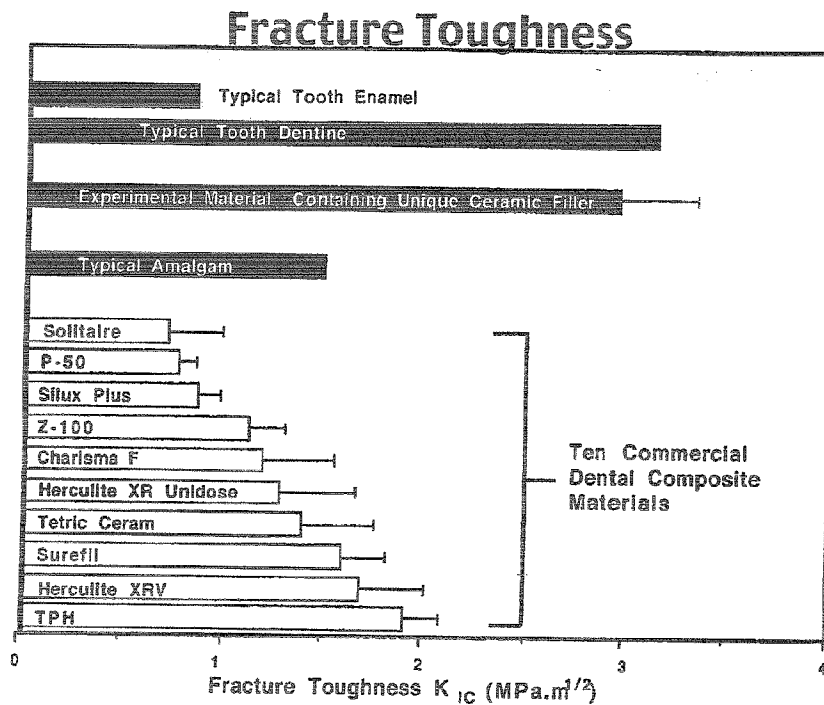 Fracture Toughness
Typical Tooth Enamel
Typical Tooth Dentine
Experimental Material Containing Unique Ceramic Filler
Typical Amalgam
Solitaire
P-50
Silux Plus
Z-100
Charisma F
Herculite XR Unidose
Tetric Ceram
Surefil
Herculite XRV
TPH
Ten Commercial
Dental Composite
Materials
0 1 2 3 4
Fracture Toughness K IC (MPa.m1/2)